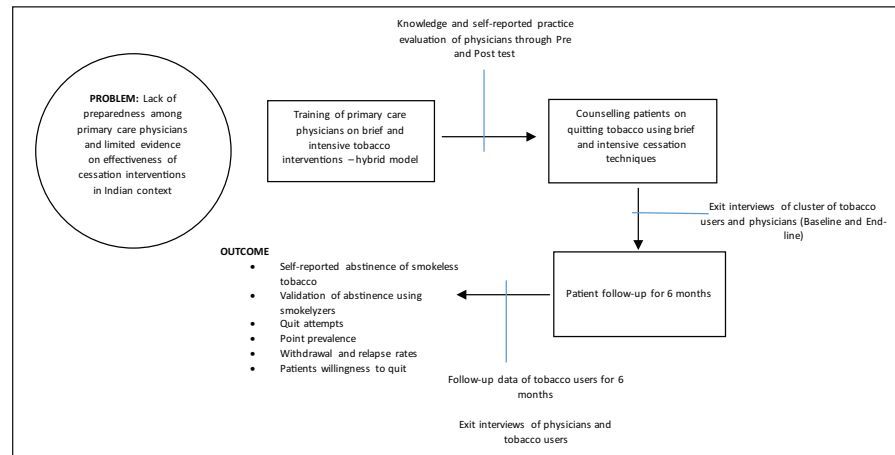 Knowledge and self-reported practice
evaluation of physicians through Pre
and Post test
PROBLEM: Lack of
preparedness among
primary care physicians
and limited evidence
on effectiveness of
cessation interventions
in Indian context
Training of primary care
physicians on brief and
intensive tobacco
interventions – hybrid model
Counselling patients on
quitting tobacco using brief
and intensive cessation
techniques
Exit interviews of cluster of tobacco
users and physicians (Baseline and End-
line)
Patient follow-up for 6 months
OUTCOME
• Self-reported abstinence of smokeless
tobacco
• Validation of abstinence using
smokelyzers
• Quit attempts
• Point prevalence
• Withdrawal and relapse rates
• Patients willingness to quit
Follow-up data of tobacco users for 6
months
Exit interviews of physicians and
tobacco users